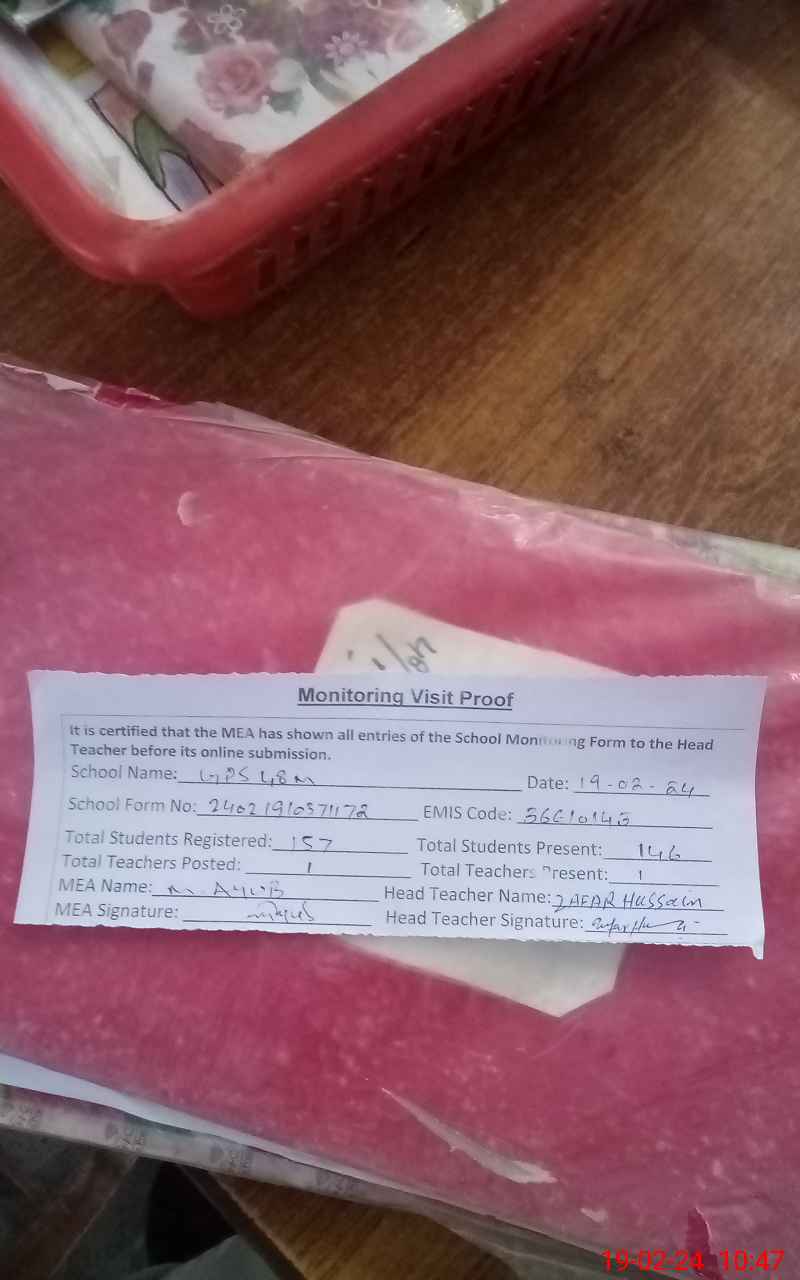 Monitoring Visit Proof
It is certified that the MEA has shown all entries of the School Monitoring Form to the Head
Teacher before its online submission.
School Name: GPS 48M Date: 19-02-24
School Form No: EMIS Code:
Total Students Registered: 157 Total Students Present: 146
Total Teachers Posted: 1 Total Teachers Present: 1
MEA Name: M. AYUB Head Teacher Name: ZAFAR HUSSain
MEA Signature: Head Teacher Signature:
19-02-24 10:47